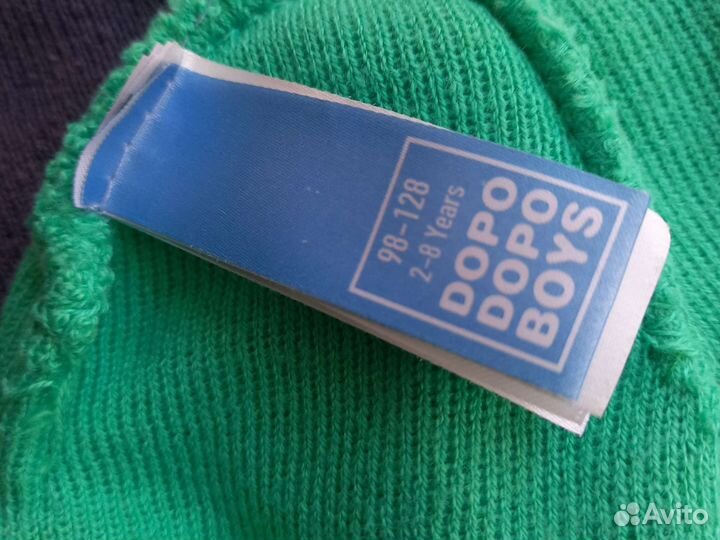 98-128
2-8 Years
DOPO
DOPO
BOYS
Avito